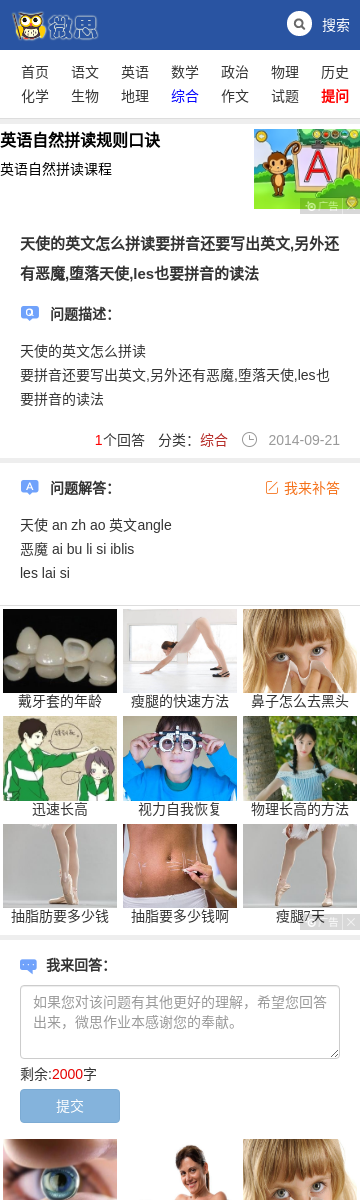 微思
搜索
首页 语文 英语 数学 政治 物理 历史
化学 生物 地理 综合 作文 试题 提问
英语自然拼读规则口诀
英语自然拼读课程
A
广告
天使的英文怎么拼读要拼音还要写出英文,另外还
有恶魔,堕落天使,les也要拼音的读法
Q 问题描述:
天使的英文怎么拼读
要拼音还要写出英文,另外还有恶魔,堕落天使,les也
要拼音的读法
1个回答 分类：综合 2014-09-21
A 问题解答: 我来补答
天使 an zh ao 英文angle
恶魔 ai bu li si iblis
les lai si
戴牙套的年龄 瘦腿的快速方法 鼻子怎么去黑头
迅速长高 视力自我恢复 物理长高的方法
抽脂肪要多少钱 抽脂要多少钱啊 瘦腿7天
广告
我来回答:
如果您对该问题有其他更好的理解，希望您回答
出来，微思作业本感谢您的奉献。
剩余:2000字
提交